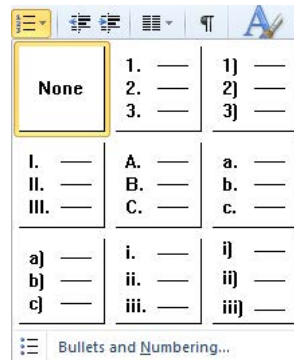 None
1.
2.
3.
1)
2)
3)
I.
II.
III.
A.
B.
C.
a.
b.
c.
a)
b)
c)
i.
ii.
iii.
i)
ii)
iii)
Bullets and Numbering...